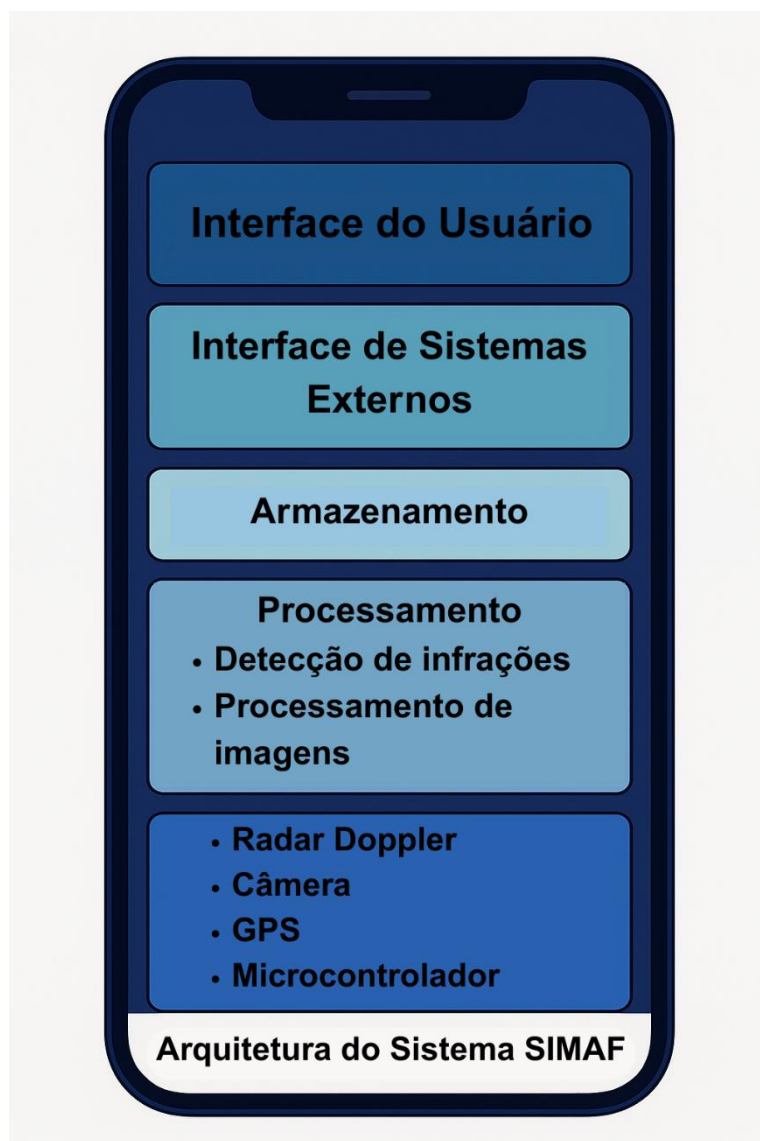 Interface do Usuário
Interface de Sistemas
Externos
Armazenamento
Processamento
• Detecção de infrações
• Processamento de
imagens
• Radar Doppler
• Câmera
• GPS
• Microcontrolador
Arquitetura do Sistema SIMAF